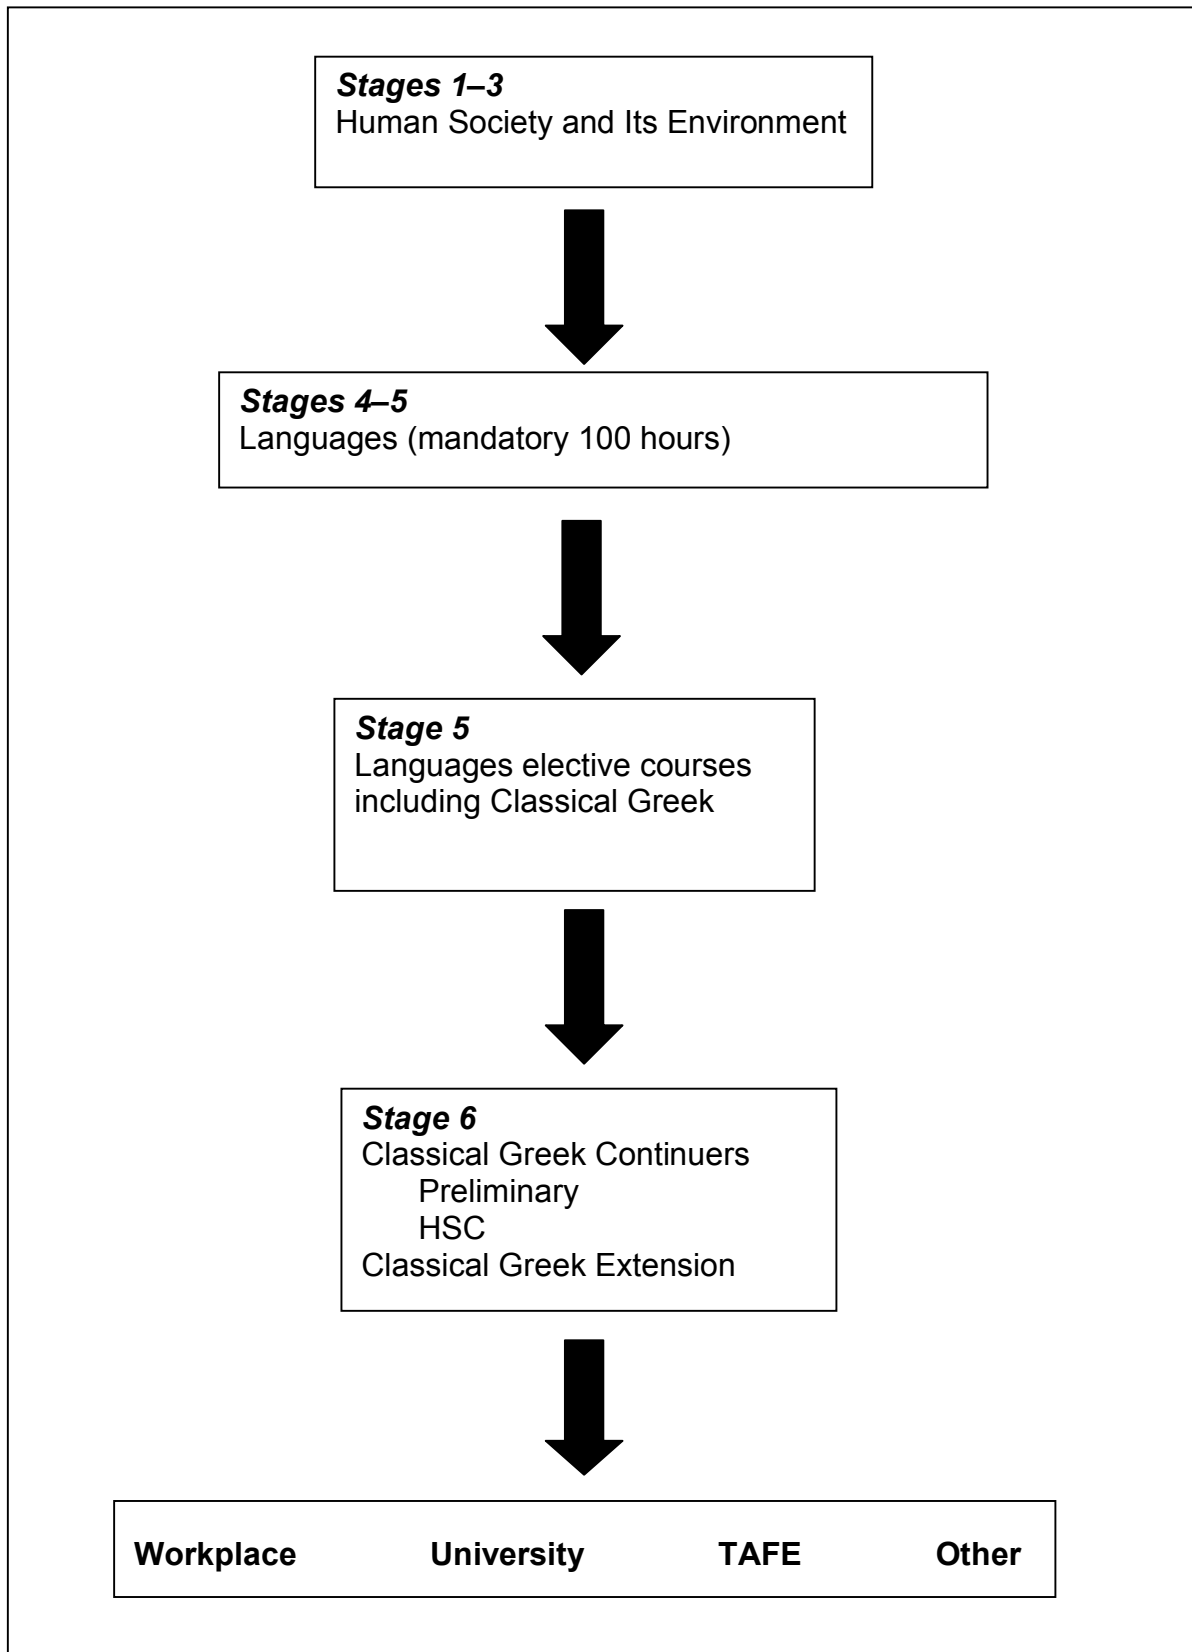 Stages 1–3
Human Society and Its Environment
Stages 4–5
Languages (mandatory 100 hours)
Stage 5
Languages elective courses
including Classical Greek
Stage 6
Classical Greek Continuers
Preliminary
HSC
Classical Greek Extension
Workplace University TAFE Other